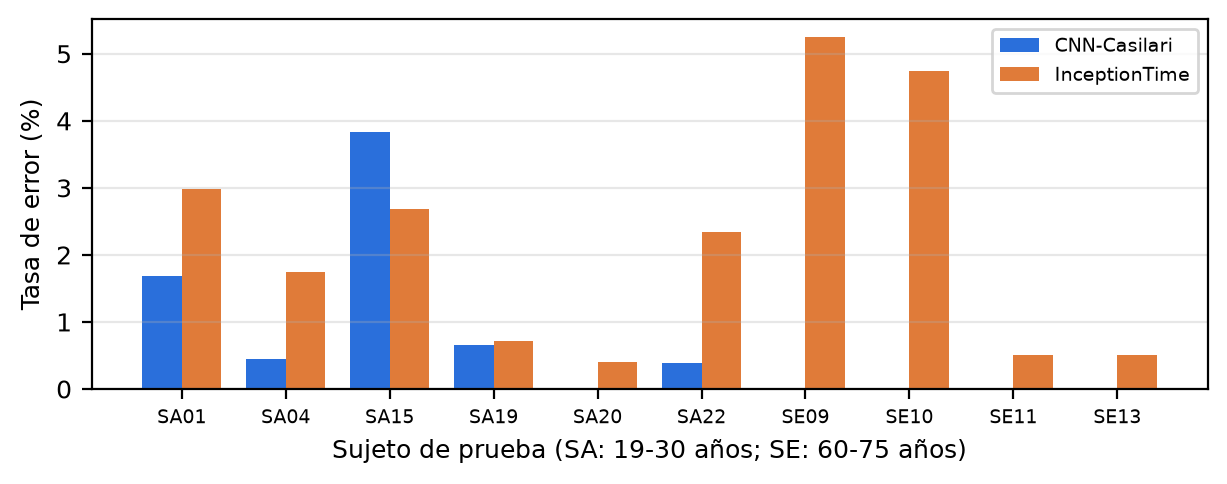 CNN-Casilari
InceptionTime
Tasa de error (%)
5
4
3
2
1
0
SA01 SA04 SA15 SA19 SA20 SA22 SE09 SE10 SE11 SE13
Sujeto de prueba (SA: 19-30 años; SE: 60-75 años)